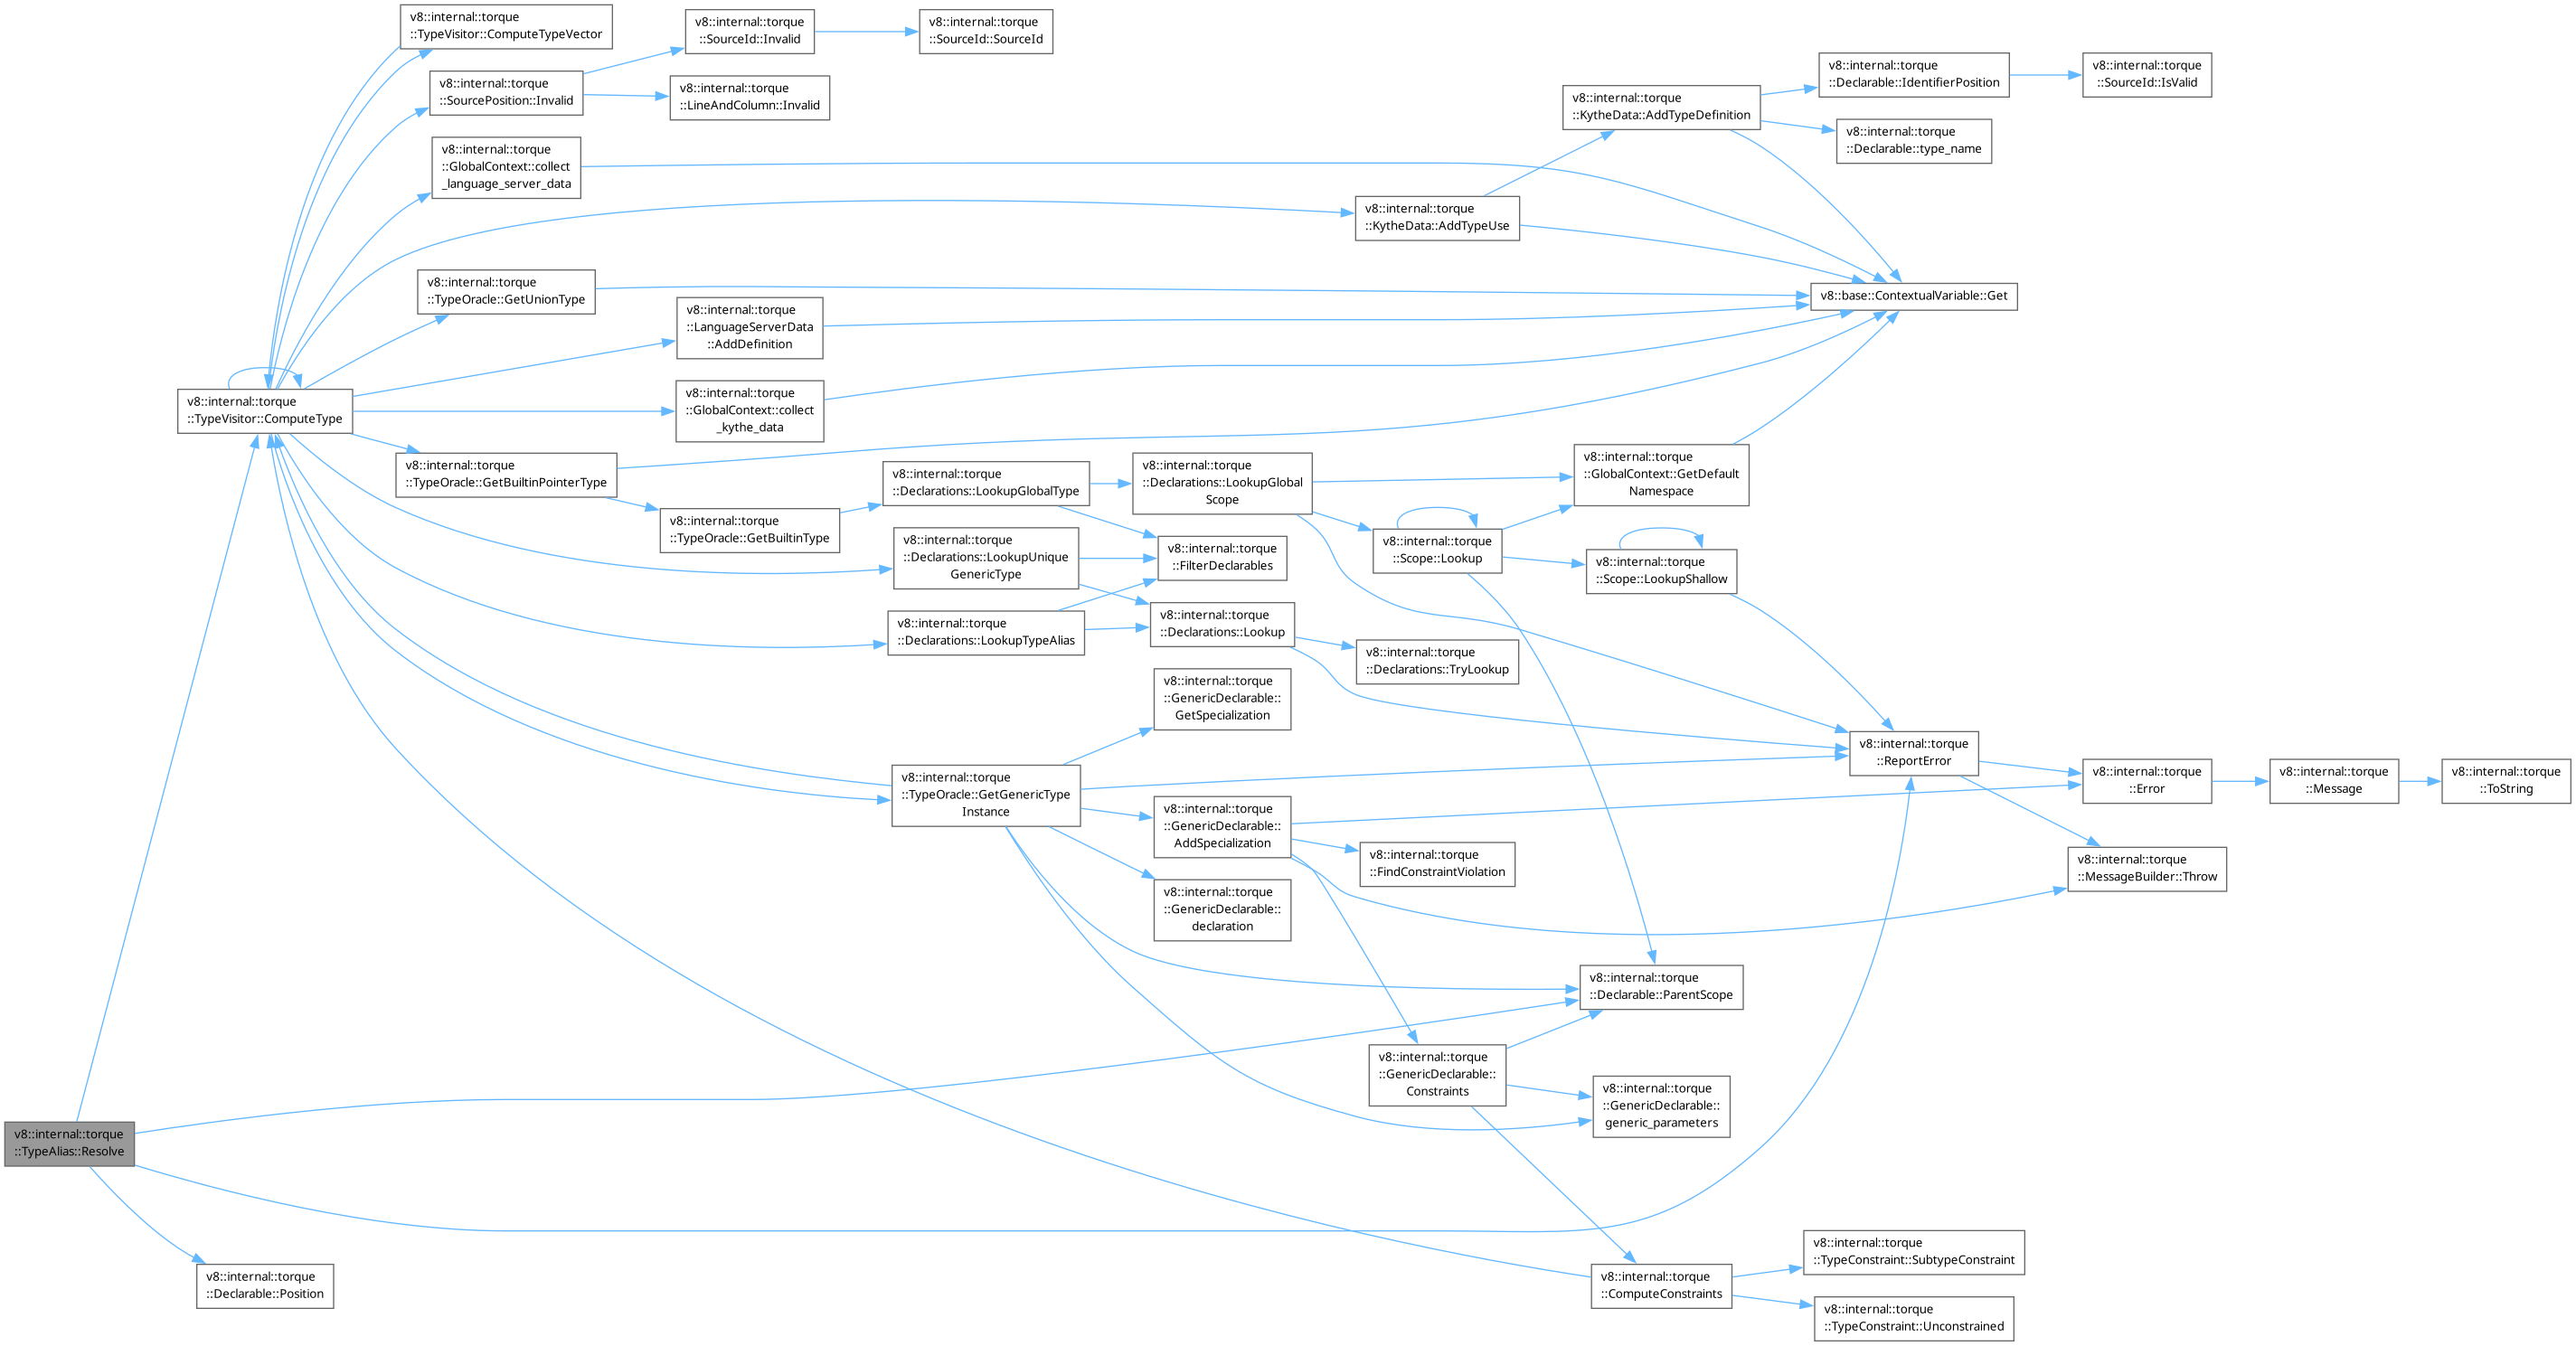 v8::internal::torque
::TypeVisitor::ComputeTypeVector
v8::internal::torque
::SourceId::Invalid
v8::internal::torque
::SourceId::SourceId
v8::internal::torque
::SourcePosition::Invalid
v8::internal::torque
::LineAndColumn::Invalid
v8::internal::torque
::Declarable::IdentifierPosition
v8::internal::torque
::SourceId::IsValid
v8::internal::torque
::KytheData::AddTypeDefinition
v8::internal::torque
::Declarable::type_name
v8::internal::torque
::GlobalContext::collect
_language_server_data
v8::internal::torque
::KytheData::AddTypeUse
v8::internal::torque
::TypeOracle::GetUnionType
v8::base::ContextualVariable::Get
v8::internal::torque
::LanguageServerData
::AddDefinition
v8::internal::torque
::TypeVisitor::ComputeType
v8::internal::torque
::GlobalContext::collect
_kythe_data
v8::internal::torque
::TypeOracle::GetBuiltinPointerType
v8::internal::torque
::Declarations::LookupGlobalType
v8::internal::torque
::Declarations::LookupGlobal
Scope
v8::internal::torque
::GlobalContext::GetDefault
Namespace
v8::internal::torque
::TypeOracle::GetBuiltinType
v8::internal::torque
::Declarations::LookupUnique
GenericType
v8::internal::torque
::FilterDeclarables
v8::internal::torque
::Scope::Lookup
v8::internal::torque
::Scope::LookupShallow
v8::internal::torque
::Declarations::LookupTypeAlias
v8::internal::torque
::Declarations::Lookup
v8::internal::torque
::Declarations::TryLookup
v8::internal::torque
::GenericDeclarable::
GetSpecialization
v8::internal::torque
::ReportError
v8::internal::torque
::Error
v8::internal::torque
::Message
v8::internal::torque
::ToString
v8::internal::torque
::TypeOracle::GetGenericType
Instance
v8::internal::torque
::GenericDeclarable::
AddSpecialization
v8::internal::torque
::FindConstraintViolation
v8::internal::torque
::MessageBuilder::Throw
v8::internal::torque
::GenericDeclarable::
declaration
v8::internal::torque
::Declarable::ParentScope
v8::internal::torque
::GenericDeclarable::
Constraints
v8::internal::torque
::GenericDeclarable::
generic_parameters
v8::internal::torque
::TypeAlias::Resolve
v8::internal::torque
::Declarable::Position
v8::internal::torque
::ComputeConstraints
v8::internal::torque
::TypeConstraint::SubtypeConstraint
v8::internal::torque
::TypeConstraint::Unconstrained